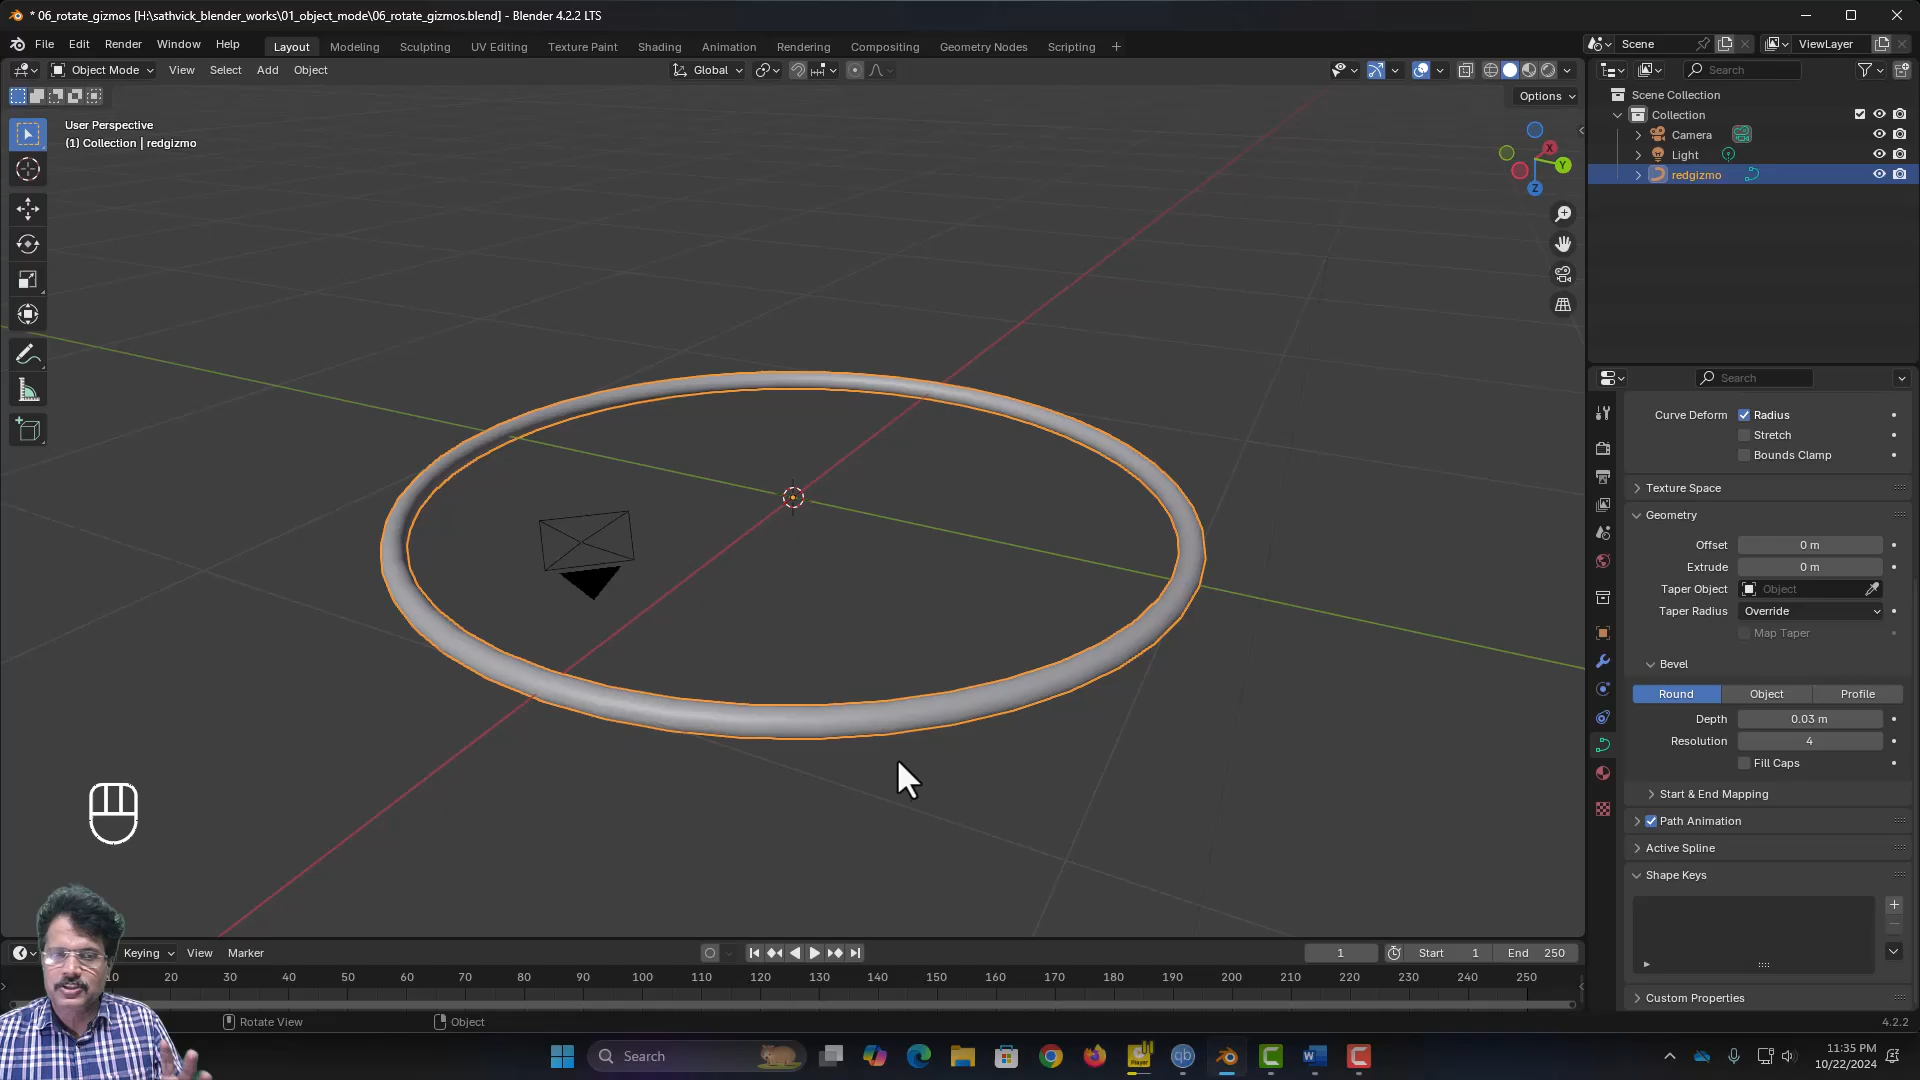 * 06_rotate_gizmos [H:\sathvick_blender_works\01_object_mode\06_rotate_gizmos.blend] - Blender 4.2.2 LTS
File Edit Render Window Help Layout Modeling Sculpting UV Editing Texture Paint Shading Animation Rendering Compositing Geometry Nodes Scripting + Scene ViewLayer
Object Mode View Select Add Object Global Search
Options
User Perspective
(1) Collection | redgizmo
X
Y
Z
Scene Collection
Collection
Camera
Light
redgizmo
Search
Curve Deform Radius
Stretch
Bounds Clamp
Texture Space
Geometry
Offset 0 m
Extrude 0 m
Taper Object Object
Taper Radius Override
Map Taper
Bevel
Round Object Profile
Depth 0.03 m
Resolution 4
Fill Caps
Start & End Mapping
Path Animation
Active Spline
Shape Keys
Custom Properties
Keying View Marker 1 Start 1 End 250
10 20 30 40 50 60 70 80 90 100 110 120 130 140 150 160 170 180 190 200 210 220 230 240 250
Rotate View Object 4.2.2
Search
11:35 PM
10/22/2024